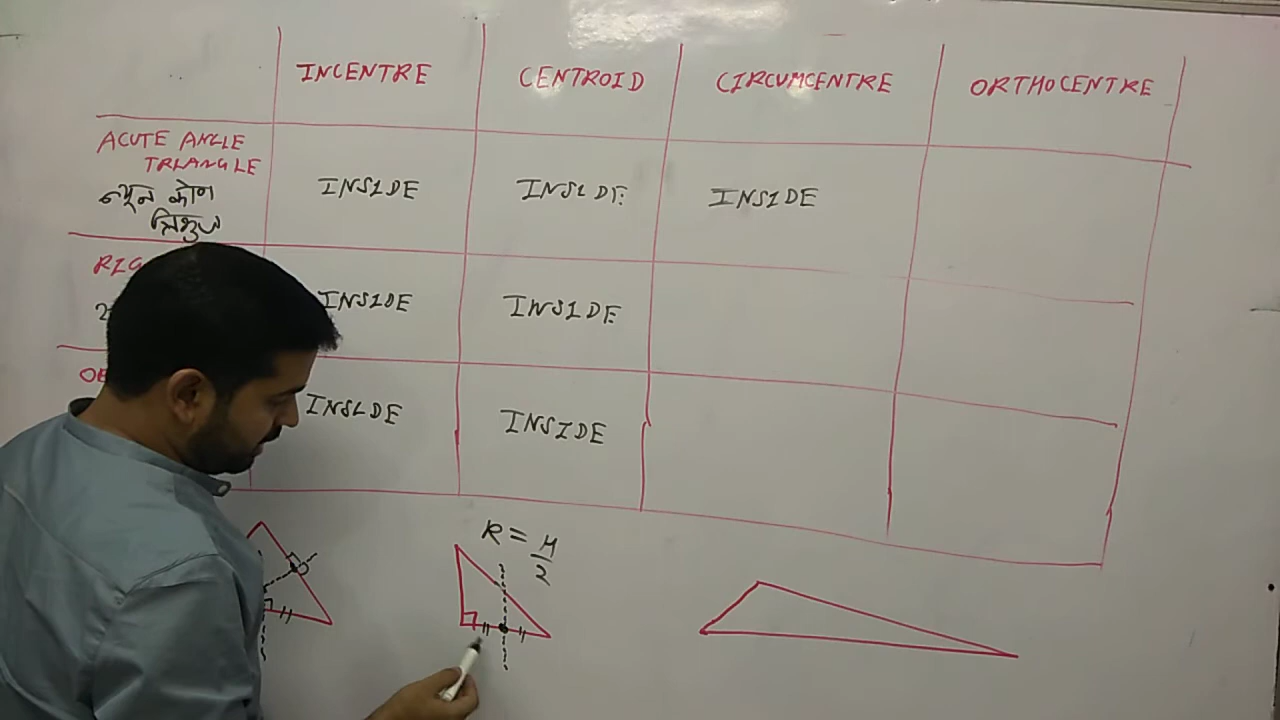 INCENTRE CENTROID CIRCUMCENTRE ORTHOCENTRE
ACUTE ANGLE
TRIANGLE
INSIDE INSIDE INSIDE
न्यून कोण
त्रिभुज
INSIDE INSIDE
INSIDE INSIDE
R = H/2